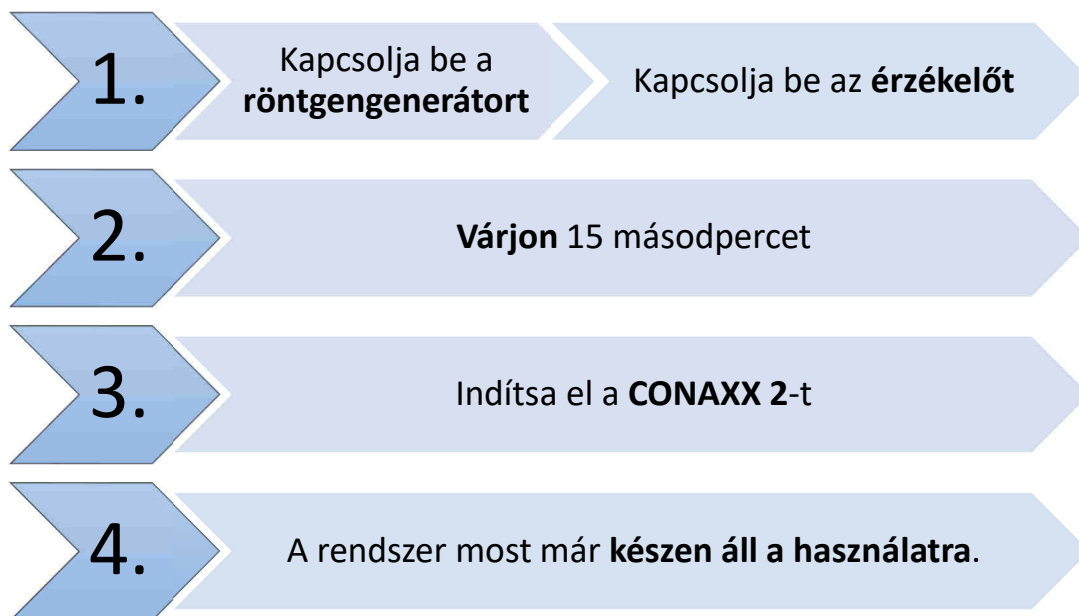 1.
Kapcsolja be a
röntgengenerátort
Kapcsolja be az érzékelőt
2.
Várjon 15 másodpercet
3.
Indítsa el a CONAXX 2-t
4.
A rendszer most már készen áll a használatra.